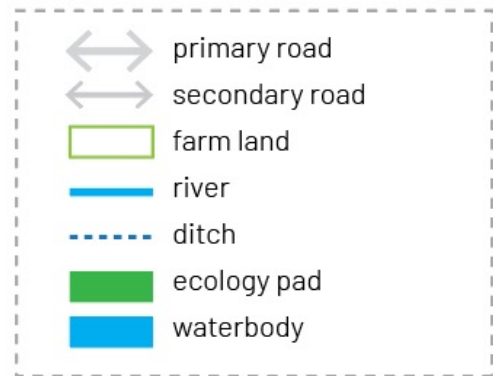 primary road
secondary road
farm land
river
ditch
ecology pad
waterbody